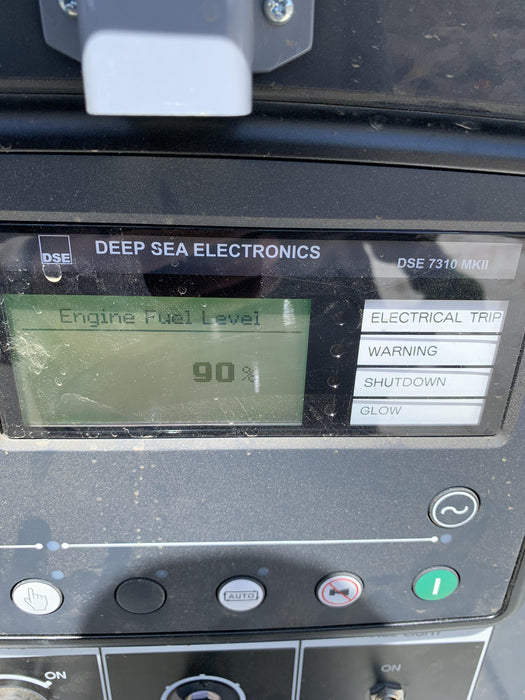 DSE
DEEP SEA ELECTRONICS
DSE 7310 MKII
Engine Fuel Level
90 %
ELECTRICAL TRIP
WARNING
SHUTDOWN
GLOW
AUTO
I
ON
ON